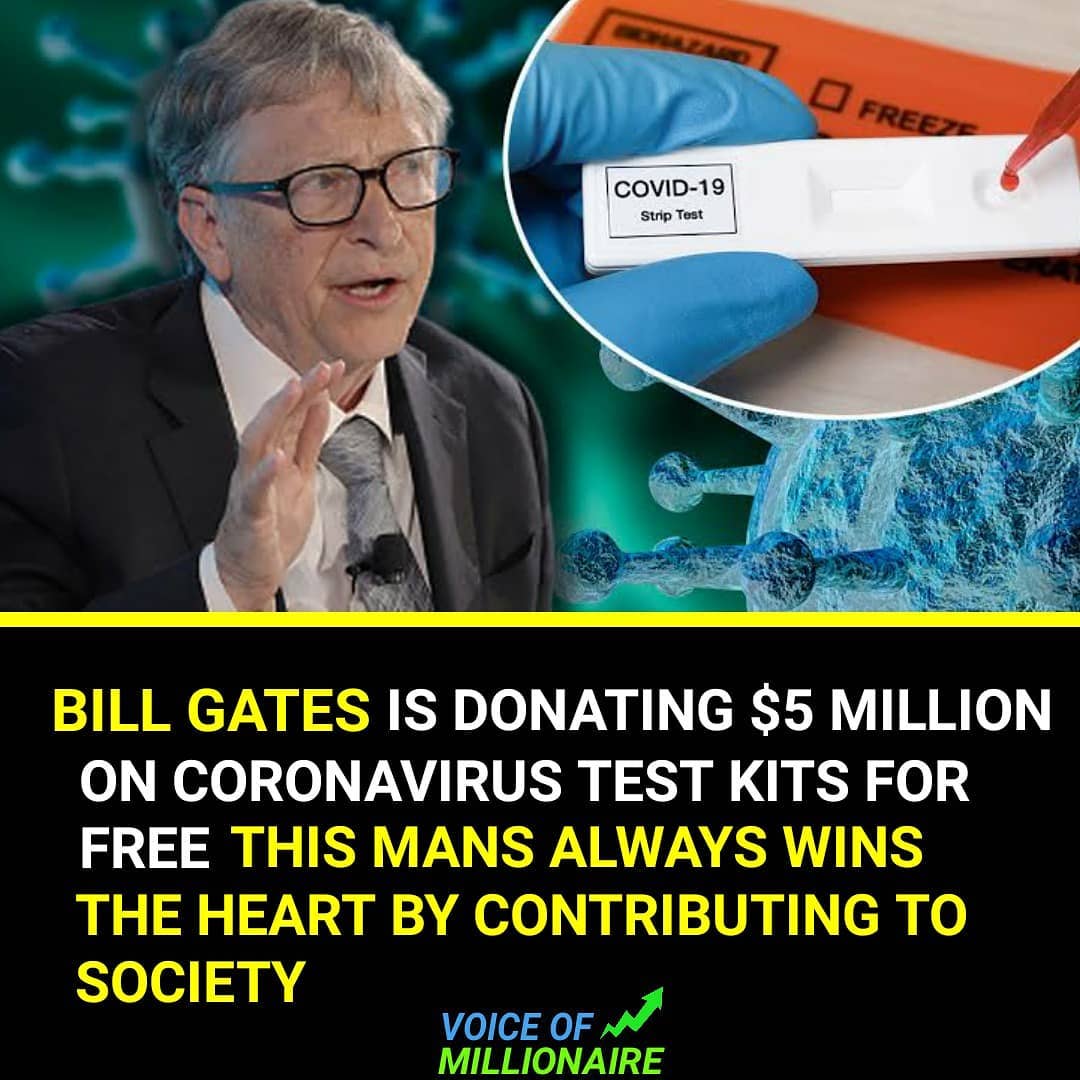 BIOHAZARD
FREEZE
COVID-19
Strip Test
BILL GATES IS DONATING $5 MILLION
ON CORONAVIRUS TEST KITS FOR
FREE THIS MANS ALWAYS WINS
THE HEART BY CONTRIBUTING TO
SOCIETY
VOICE OF
MILLIONAIRE